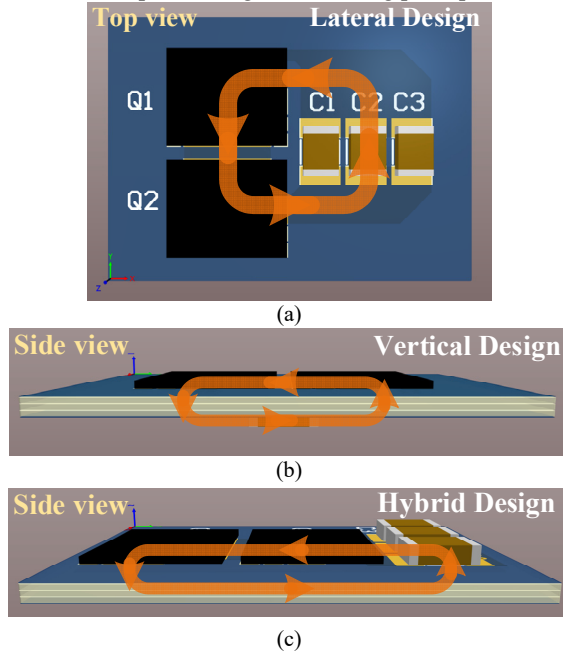 Top view Lateral Design
Q1 C1 C2 C3
Q2
(a)
Side view Vertical Design
(b)
Side view Hybrid Design
(c)